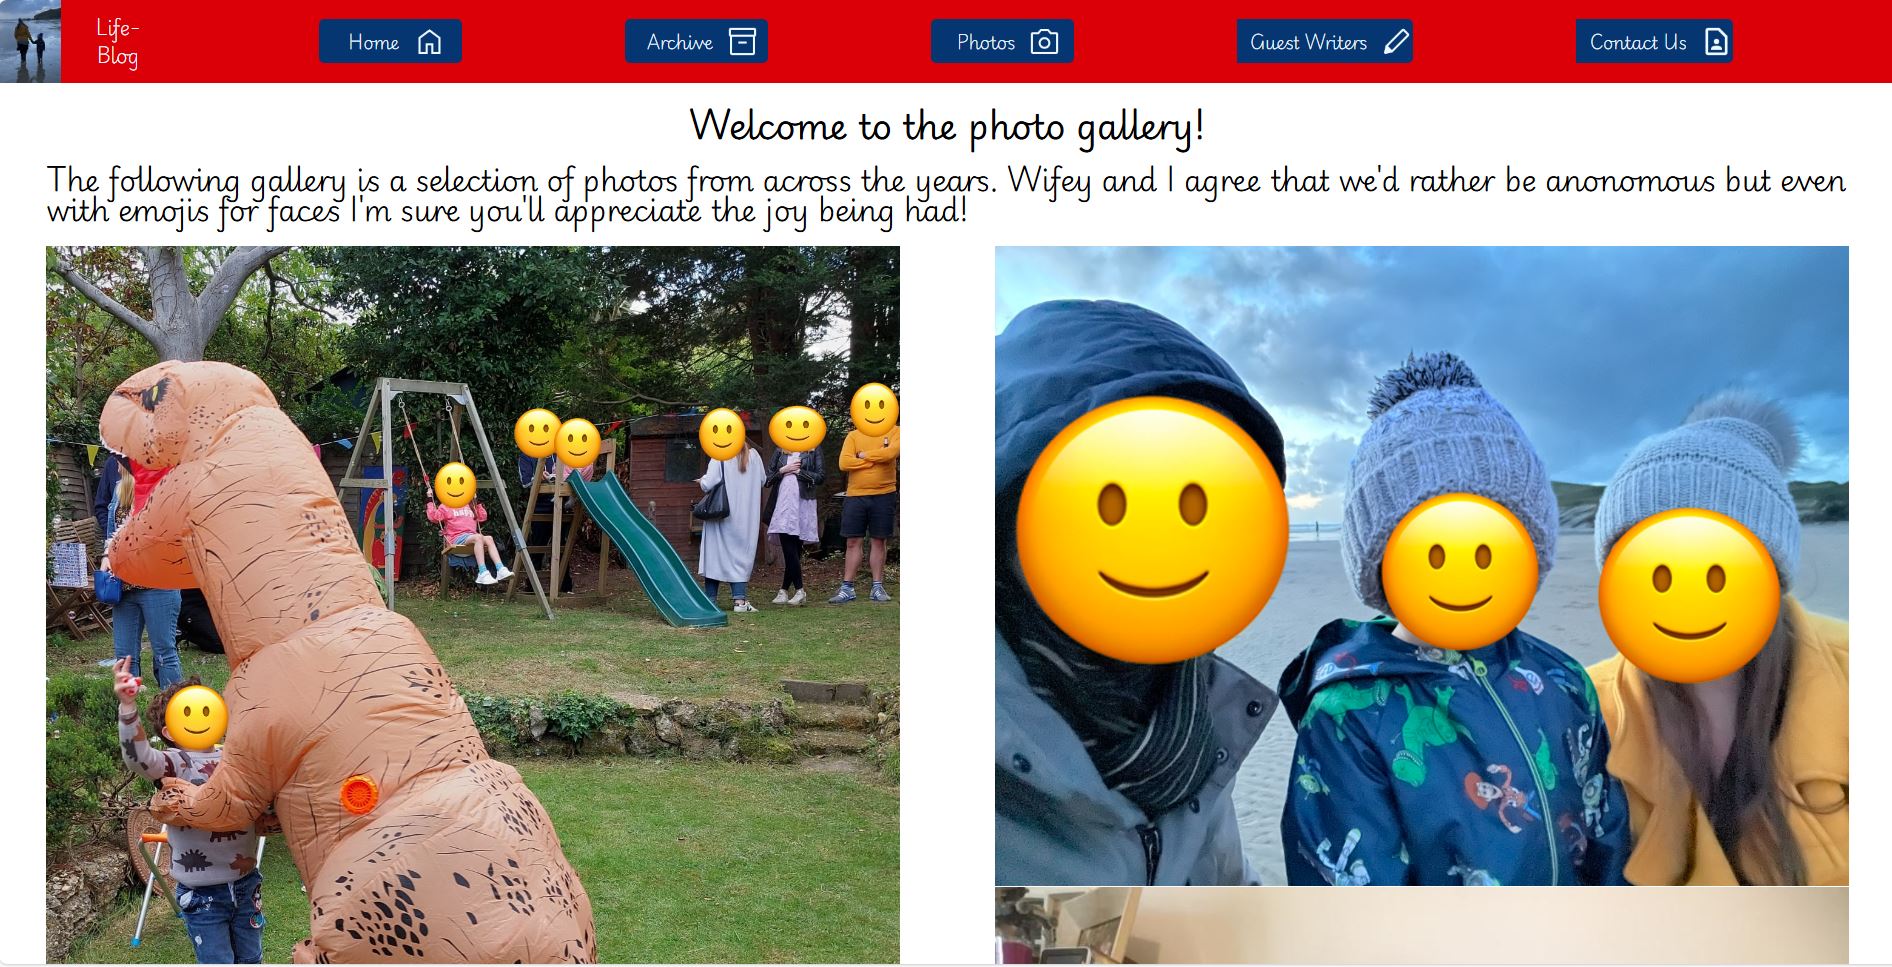 Life-
Blog
Home
Archive
Photos
Guest Writers
Contact Us
Welcome to the photo gallery!
The following gallery is a selection of photos from across the years. Wifey and I agree that we'd rather be anonomous but even
with emojis for faces I'm sure you'll appreciate the joy being had!